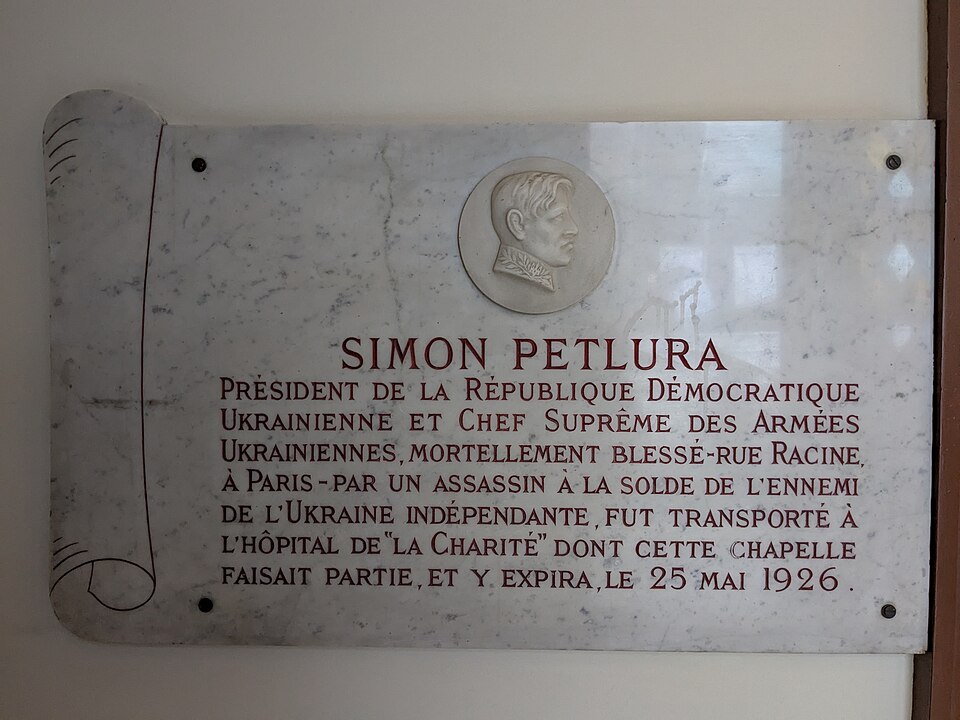 SIMON PETLURA
PRÉSIDENT DE LA RÉPUBLIQUE DÉMOCRATIQUE
UKRAINIENNE ET CHEF SUPRÊME DES ARMÉES
UKRAINIENNES, MORTELLEMENT BLESSÉ-RUE RACINE,
À PARIS-PAR UN ASSASSIN À LA SOLDE DE L'ENNEMI
DE L'UKRAINE INDÉPENDANTE, FUT TRANSPORTÉ À
L'HÔPITAL DE "LA CHARITÉ" DONT CETTE CHAPELLE
FAISAIT PARTIE, ET Y EXPIRA, LE 25 MAI 1926.